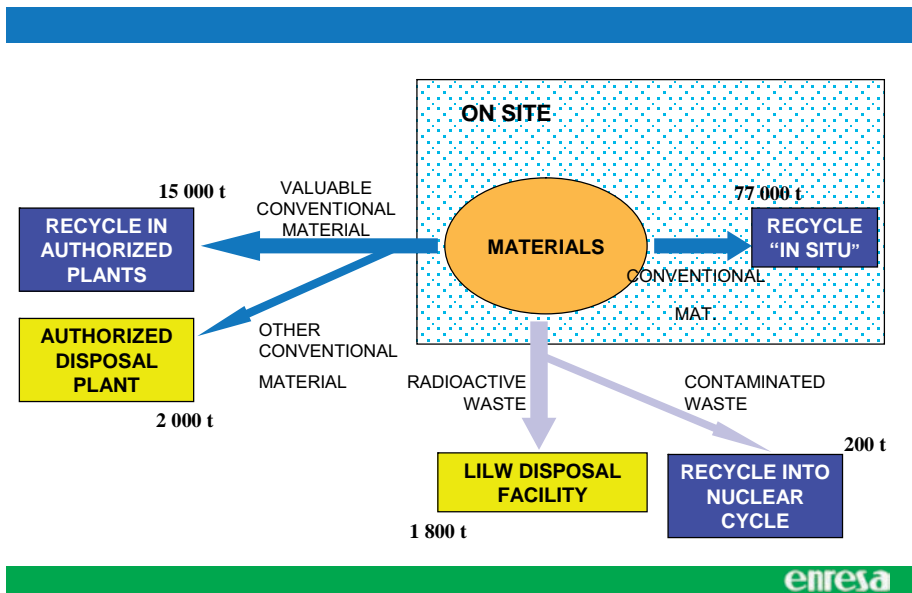 ON SITE
15 000 t
VALUABLE
CONVENTIONAL
MATERIAL
77 000 t
RECYCLE IN
AUTHORIZED
PLANTS
MATERIALS
RECYCLE
“IN SITU”
CONVENTIONAL
MAT.
AUTHORIZED
DISPOSAL
PLANT
OTHER
CONVENTIONAL
MATERIAL
2 000 t
RADIOACTIVE
WASTE
CONTAMINATED
WASTE
200 t
LILW DISPOSAL
FACILITY
1 800 t
RECYCLE INTO
NUCLEAR
CYCLE
enresa